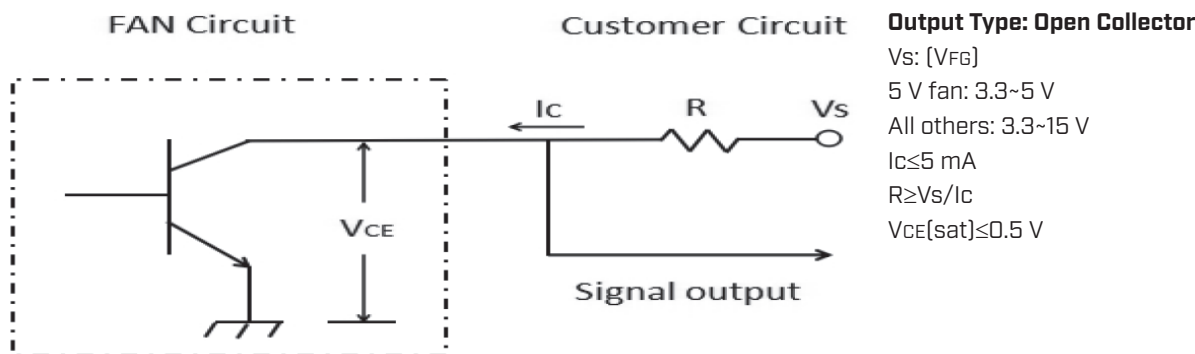 FAN Circuit
Customer Circuit
Ic
R
Vs
VCE
Signal output
Output Type: Open Collector
Vs: (VFG)
5 V fan: 3.3~5 V
All others: 3.3~15 V
Ic≤5 mA
R≥Vs/Ic
VCE(sat)≤0.5 V